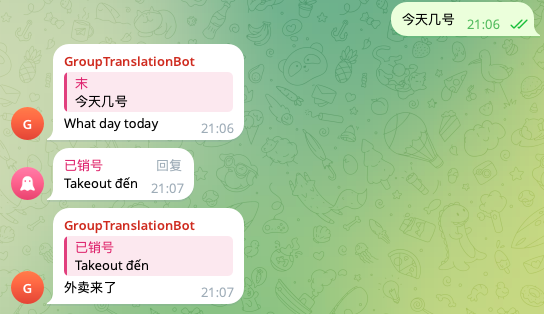 今天几号 21:06
GroupTranslationBot
末
今天几号
G
What day today 21:06
已销号 回复
Takeout đến 21:07
GroupTranslationBot
已销号
Takeout đến
G
外卖来了 21:07